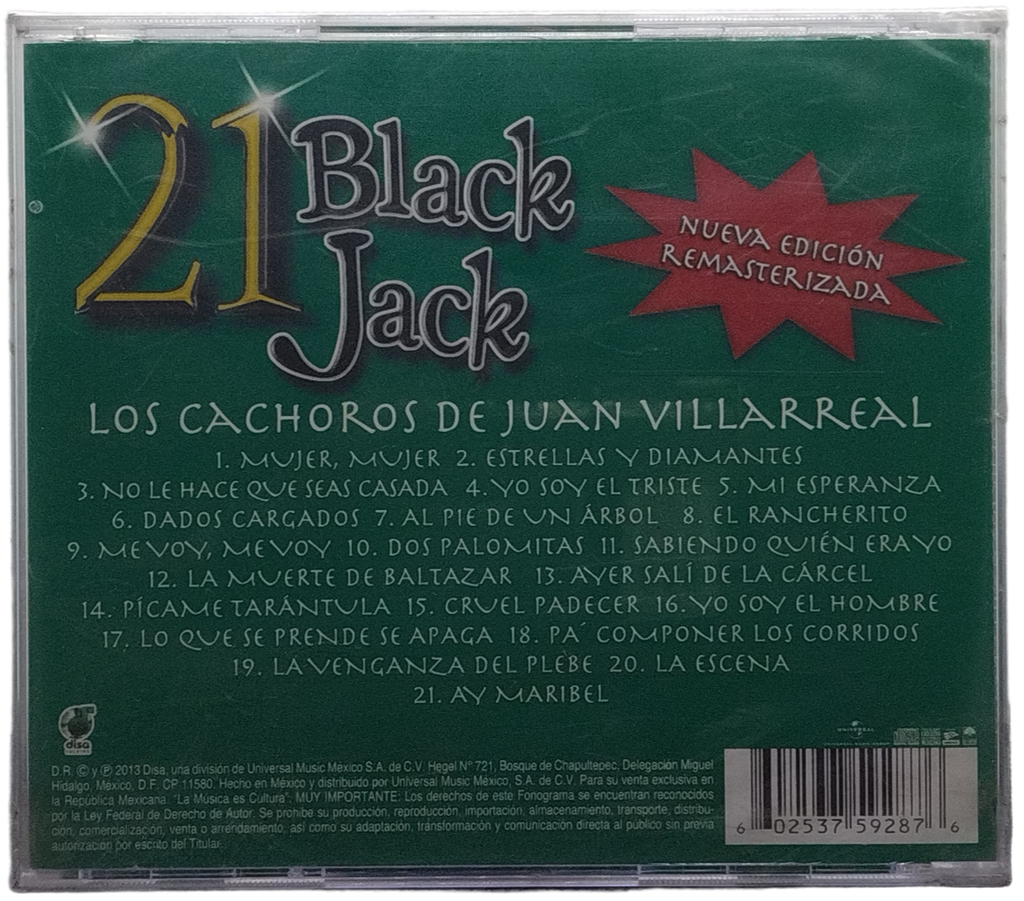 21 Black
Jack
NUEVA EDICIÓN
REMASTERIZADA
LOS CACHOROS DE JUAN VILLARREAL
1. MUJER, MUJER 2. ESTRELLAS Y DIAMANTES
3. NO LE HACE QUE SEAS CASADA 4. YO SOY EL TRISTE 5. MI ESPERANZA
6. DADOS CARGADOS 7. AL PIE DE UN ÁRBOL 8. EL RANCHERITO
9. ME VOY, ME VOY 10. DOS PALOMITAS 11. SABIENDO QUIÉN ERA YO
12. LA MUERTE DE BALTAZAR 13. AYER SALÍ DE LA CÁRCEL
14. PÍCAME TARÁNTULA 15. CRUEL PADECER 16. YO SOY EL HOMBRE
17. LO QUE SE PRENDE SE APAGA 18. PA´ COMPONER LOS CORRIDOS
19. LA VENGANZA DEL PLEBE 20. LA ESCENA
21. AY MARIBEL
disa
UNIVERSAL
D.R. © y ℗ 2013 Disa, una división de Universal Music México S.A. de C.V. Hegel N° 721, Bosque de Chapultepec, Delegación Miguel
Hidalgo, México, D.F. CP 11580. Hecho en México y distribuido por Universal Music México, S.A. de C.V. Para su venta exclusiva en
la República Mexicana. "La Música es Cultura". MUY IMPORTANTE: Los derechos de este Fonograma se encuentran reconocidos
por la Ley Federal de Derecho de Autor. Se prohibe su producción, reproducción, importación, almacenamiento, transporte, distribu-
ción, comercialización, venta o arrendamiento, así como su adaptación, transformación y comunicación directa al público sin previa
autorización por escrito del Titular.
6 02537 59287 6